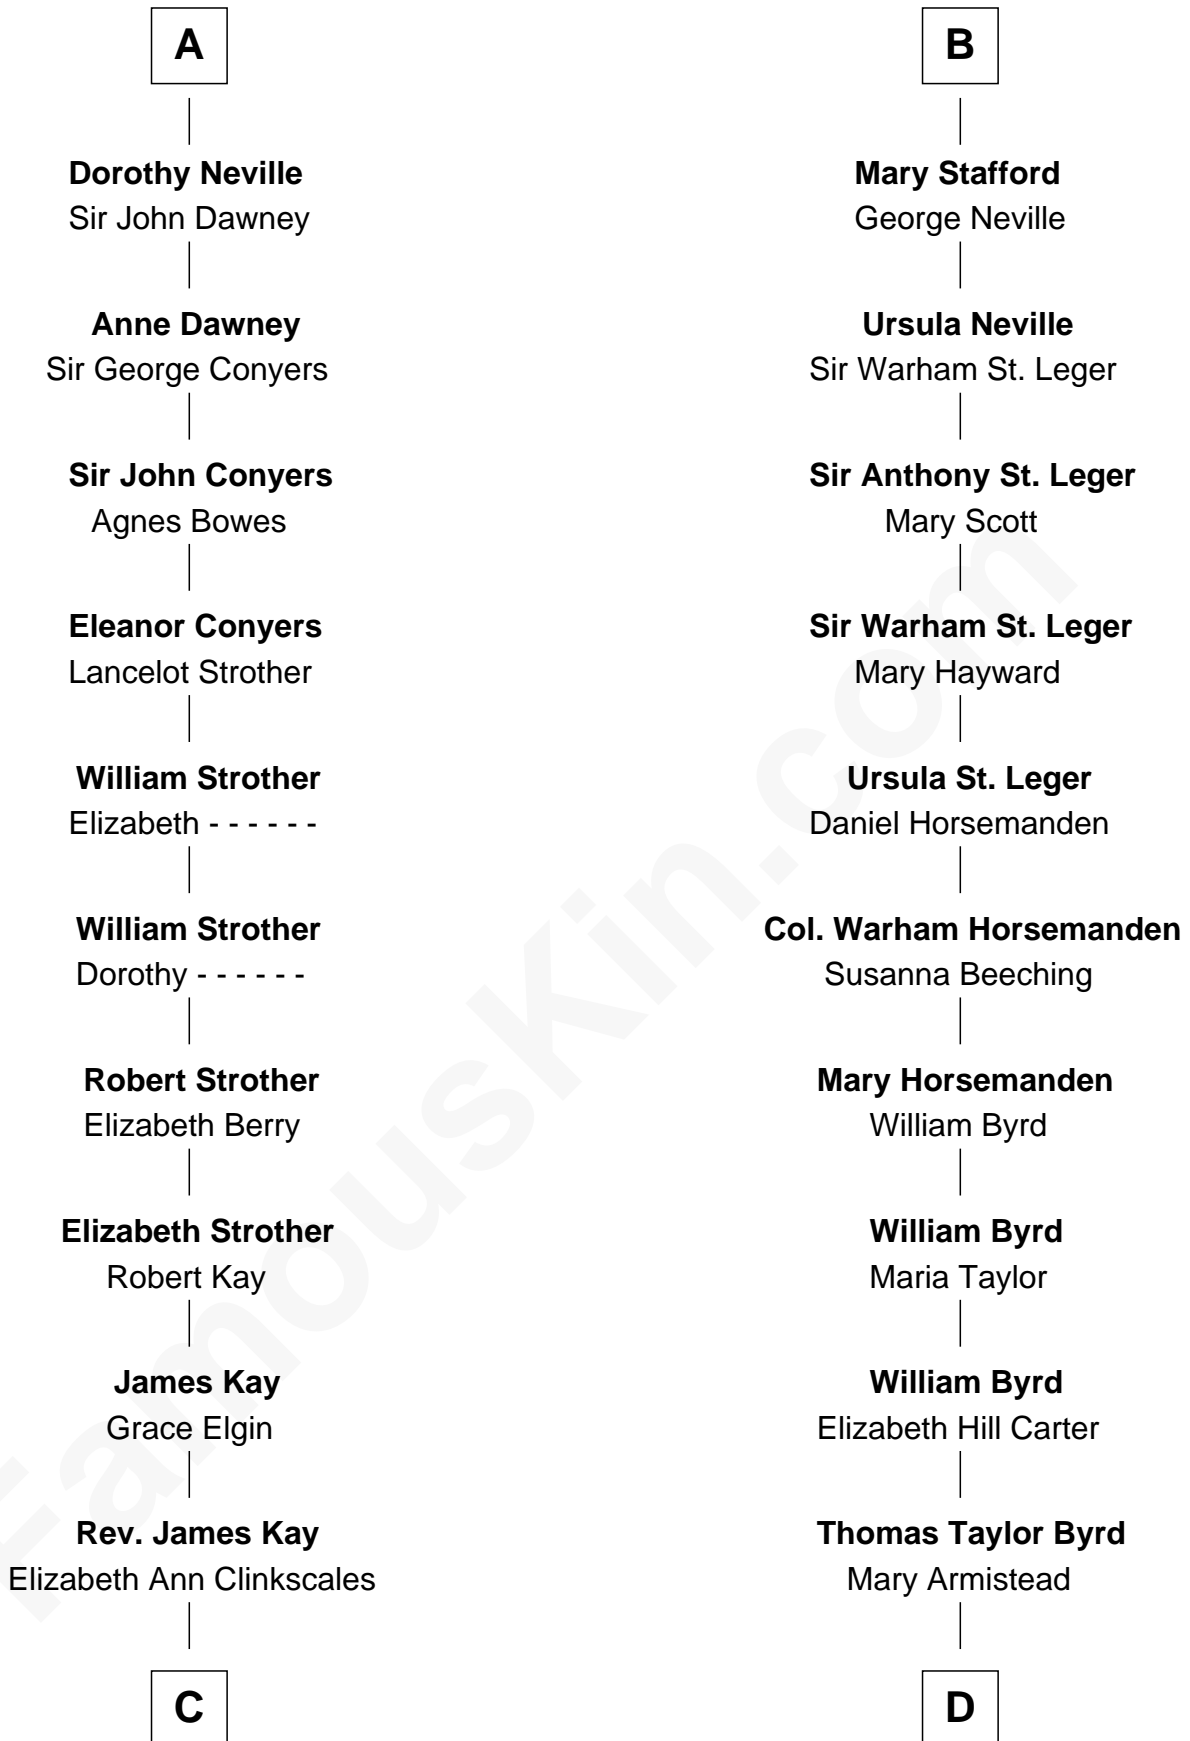 A
Dorothy Neville
Sir John Dawney
Anne Dawney
Sir George Conyers
Sir John Conyers
Agnes Bowes
Eleanor Conyers
Lancelot Strother
William Strother
Elizabeth - - - - - -
William Strother
Dorothy - - - - - -
Robert Strother
Elizabeth Berry
Elizabeth Strother
Robert Kay
James Kay
Grace Elgin
Rev. James Kay
Elizabeth Ann Clinkscales
C
B
Mary Stafford
George Neville
Ursula Neville
Sir Warham St. Leger
Sir Anthony St. Leger
Mary Scott
Sir Warham St. Leger
Mary Hayward
Ursula St. Leger
Daniel Horsemanden
Col. Warham Horsemanden
Susanna Beeching
Mary Horsemanden
William Byrd
William Byrd
Maria Taylor
William Byrd
Elizabeth Hill Carter
Thomas Taylor Byrd
Mary Armistead
D
FamousKin.com